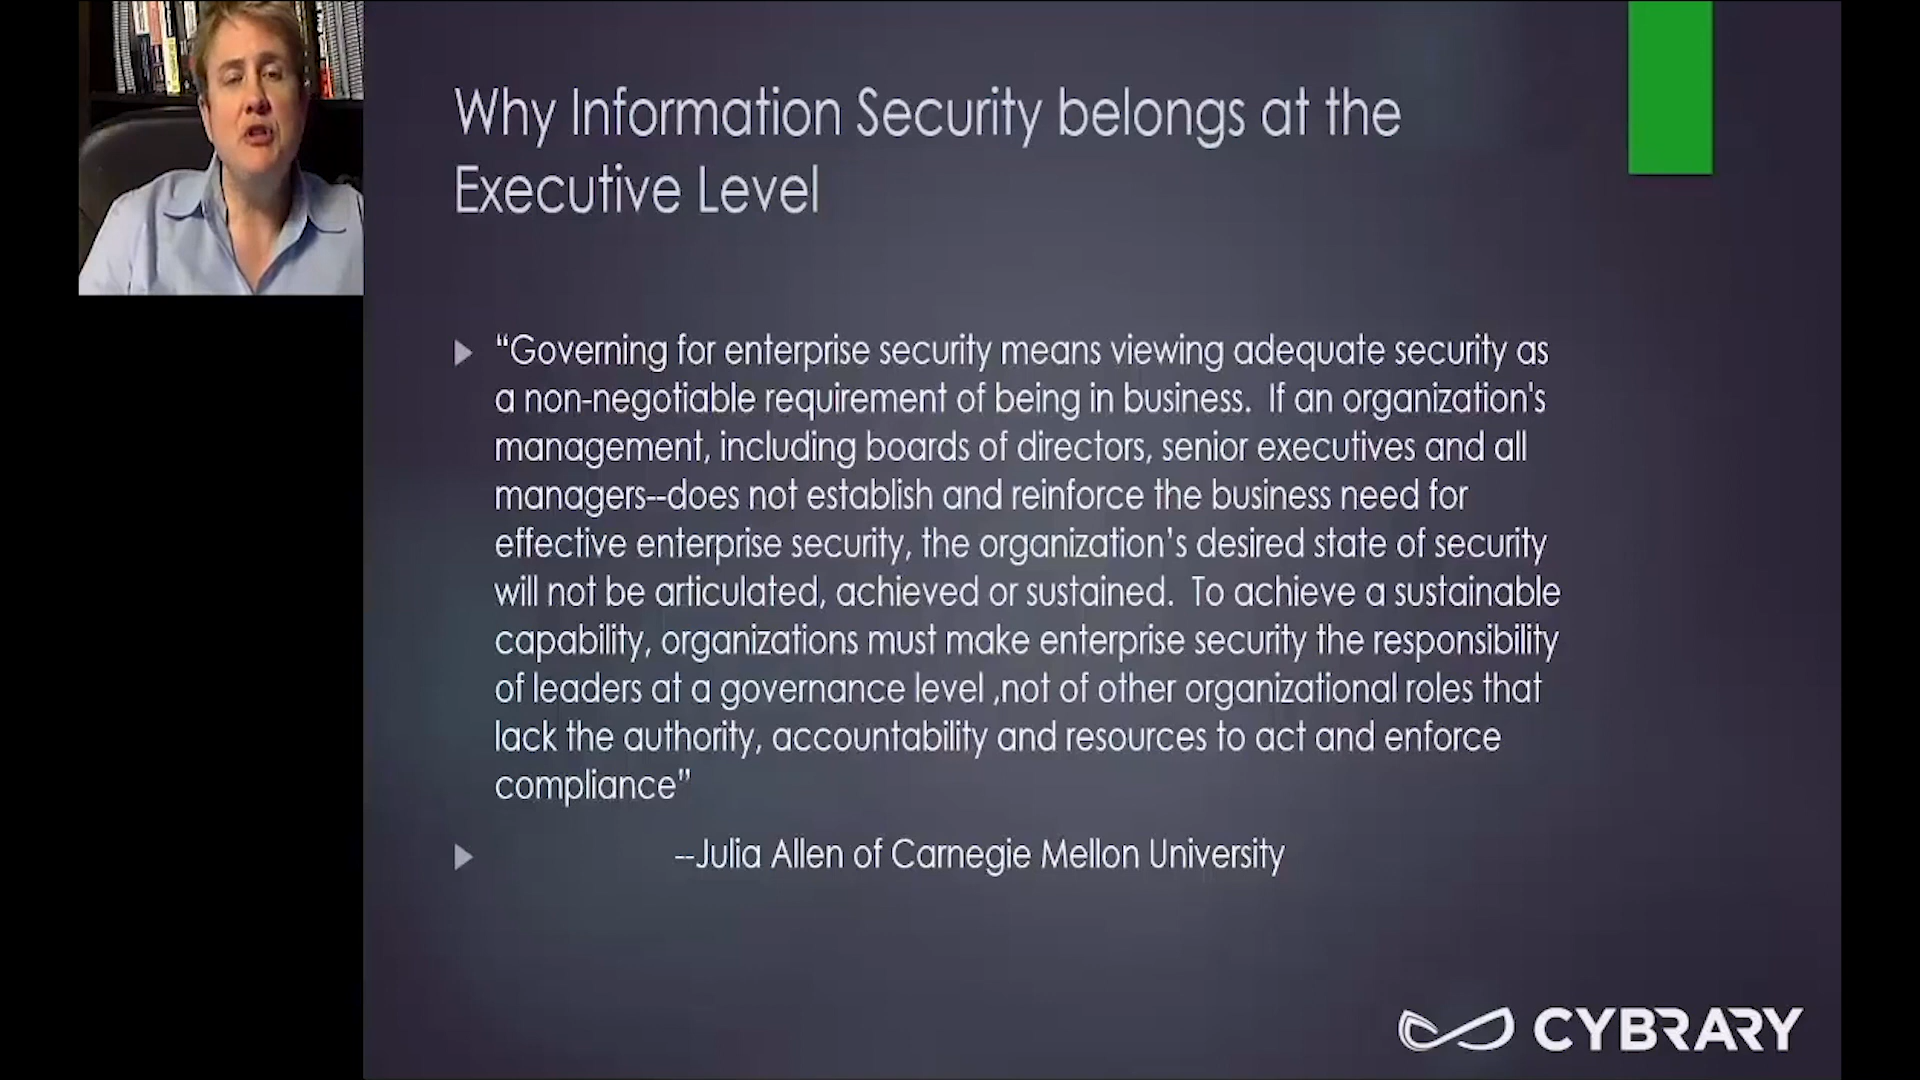 Why Information Security belongs at the
Executive Level
“Governing for enterprise security means viewing adequate security as
a non-negotiable requirement of being in business.  If an organization's
management, including boards of directors, senior executives and all
managers--does not establish and reinforce the business need for
effective enterprise security, the organization’s desired state of security
will not be articulated, achieved or sustained.  To achieve a sustainable
capability, organizations must make enterprise security the responsibility
of leaders at a governance level ,not of other organizational roles that
lack the authority, accountability and resources to act and enforce
compliance”
--Julia Allen of Carnegie Mellon University
CYBRARY